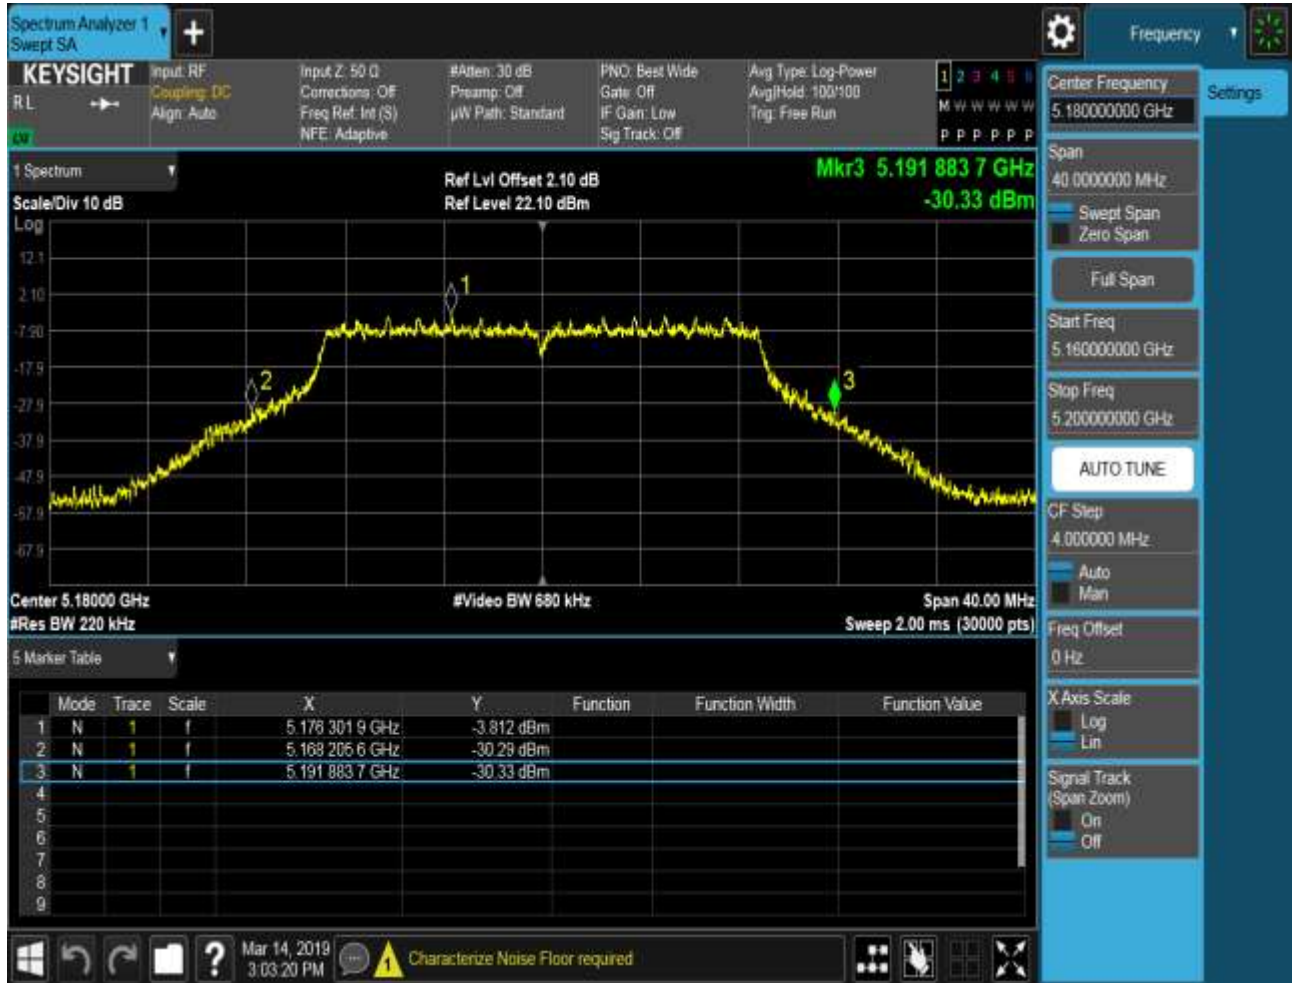 Spectrum Analyzer 1
Swept SA
+
Frequency
KEYSIGHT
RL
Input: RF
Coupling: DC
Align: Auto
Input Z: 50 Ω
Corrections: Off
Freq Ref: Int (S)
NFE: Adaptive
#Atten: 30 dB
Preamp: Off
µW Path: Standard
PNO: Best Wide
Gate: Off
IF Gain: Low
Sig Track: Off
Avg Type: Log-Power
Avg|Hold: 100/100
Trig: Free Run
1 2 3 4 5 6
M W W W W W
P P P P P P
1 Spectrum
Scale/Div 10 dB
Ref Lvl Offset 2.10 dB
Ref Level 22.10 dBm
Mkr3 5.191 883 7 GHz
-30.33 dBm
Log
12.1
2.10
-7.90
-17.9
-27.9
-37.9
-47.9
-57.9
-67.9
1
2
3
Center 5.18000 GHz
#Res BW 220 kHz
#Video BW 680 kHz
Span 40.00 MHz
Sweep 2.00 ms (30000 pts)
5 Marker Table
Mode Trace Scale X Y Function Function Width Function Value
1 N 1 f 5.178 301 9 GHz -3.812 dBm
2 N 1 f 5.168 205 6 GHz -30.29 dBm
3 N 1 f 5.191 883 7 GHz -30.33 dBm
4
5
6
7
8
9
Center Frequency
5.180000000 GHz
Settings
Span
40.0000000 MHz
Swept Span
Zero Span
Full Span
Start Freq
5.160000000 GHz
Stop Freq
5.200000000 GHz
AUTO TUNE
CF Step
4.000000 MHz
Auto
Man
Freq Offset
0 Hz
X Axis Scale
Log
Lin
Signal Track
(Span Zoom)
On
Off
?
Mar 14, 2019
3:03:20 PM
1
Characterize Noise Floor required